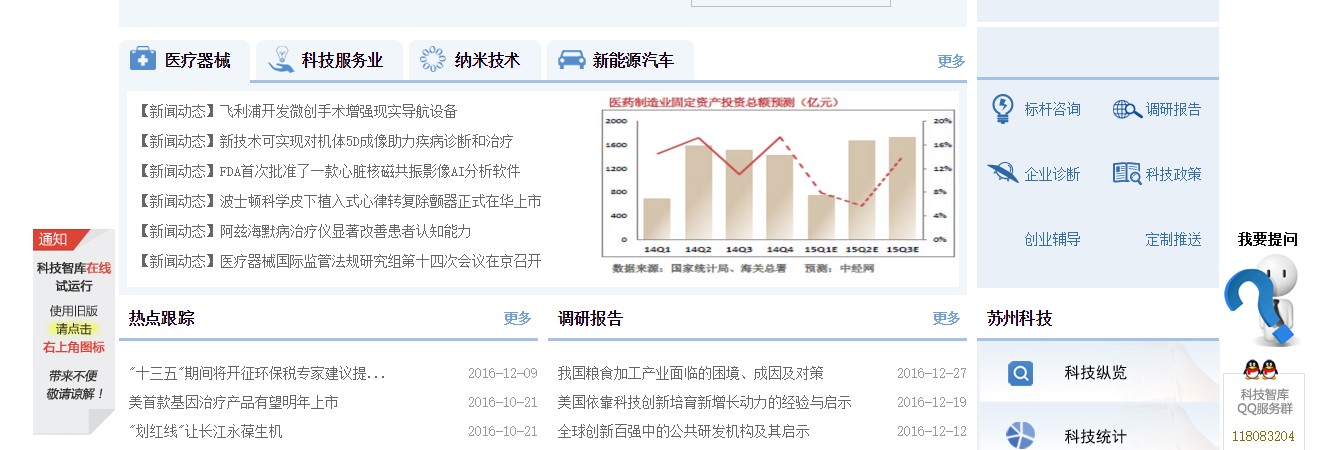 医疗器械
科技服务业
纳米技术
新能源汽车
更多
【新闻动态】飞利浦开发微创手术增强现实导航设备
【新闻动态】新技术可实现对机体5D成像助力疾病诊断和治疗
【新闻动态】FDA首次批准了一款心脏核磁共振影像AI分析软件
【新闻动态】波士顿科学皮下植入式心律转复除颤器正式在华上市
【新闻动态】阿兹海默病治疗仪显著改善患者认知能力
【新闻动态】医疗器械国际监管法规研究组第十四次会议在京召开
医药制造业固定资产投资总额预测（亿元）
2000
1600
1200
800
400
0
20%
16%
12%
8%
4%
0%
14Q1 14Q2 14Q3 14Q4 15Q1E 15Q2E 15Q3E
数据来源：国家统计局、海关总署 预测：中经网
标杆咨询
调研报告
企业诊断
科技政策
创业辅导
定制推送
通知
科技智库在线
试运行
使用旧版
请点击
右上角图标
带来不便
敬请谅解！
我要提问
科技智库
QQ服务群
118083204
热点跟踪
更多
"十三五"期间将开征环保税专家建议提... 2016-12-09
美首款基因治疗产品有望明年上市 2016-10-21
"划红线"让长江永葆生机 2016-10-21
调研报告
更多
我国粮食加工产业面临的困境、成因及对策 2016-12-27
美国依靠科技创新培育新增长动力的经验与启示 2016-12-19
全球创新百强中的公共研发机构及其启示 2016-12-12
苏州科技
科技纵览
科技统计